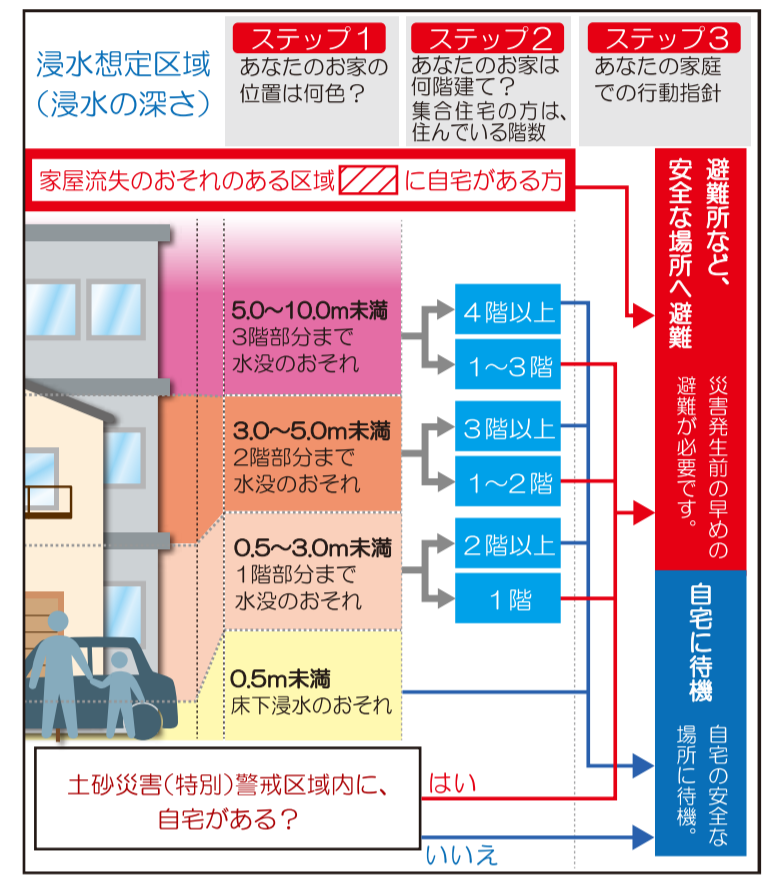 浸水想定区域
（浸水の深さ）
ステップ1
あなたのお家の
位置は何色？
ステップ2
あなたのお家は
何階建て？
集合住宅の方は、
住んでいる階数
ステップ3
あなたの家庭
での行動指針
家屋流失のおそれのある区域 に自宅がある方
避難所など、
安全な場所へ避難
災害発生前の早めの
避難が必要です。
5.0〜10.0m未満
3階部分まで
水没のおそれ
4階以上
1〜3階
3.0〜5.0m未満
2階部分まで
水没のおそれ
3階以上
1〜2階
0.5〜3.0m未満
1階部分まで
水没のおそれ
2階以上
1階
0.5m未満
床下浸水のおそれ
自宅に待機
自宅の安全な
場所に待機。
土砂災害（特別）警戒区域内に、
自宅がある？
はい
いいえ